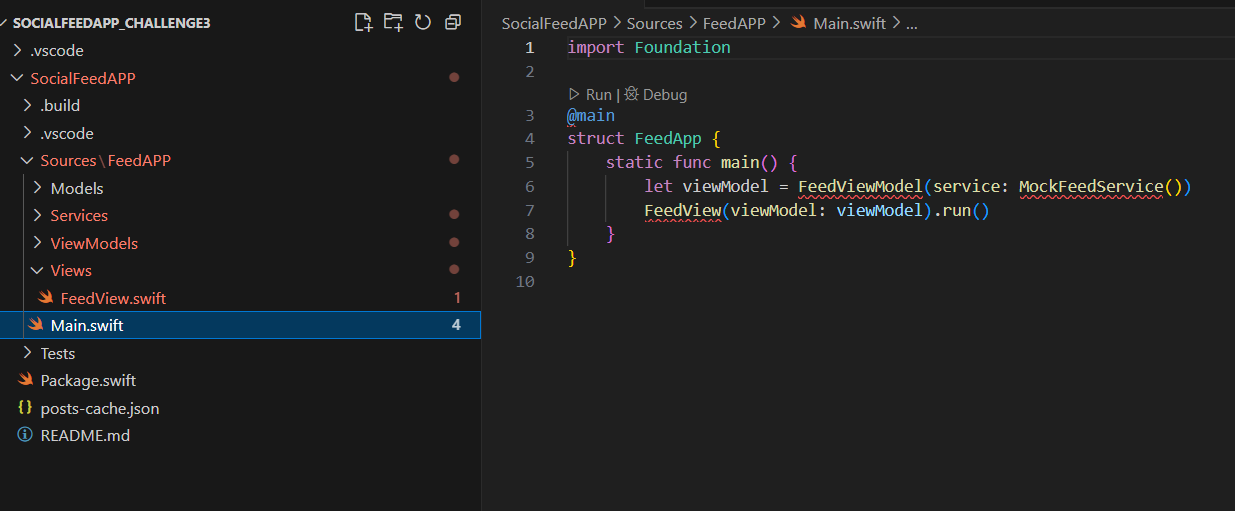 SOCIALFEEDAPP_CHALLENGE3
.vscode
SocialFeedAPP
.build
.vscode
Sources\FeedAPP
Models
Services
ViewModels
Views
FeedView.swift 1
Main.swift 4
Tests
Package.swift
{} posts-cache.json
README.md
SocialFeedAPP > Sources > FeedAPP > Main.swift > ...
1 import Foundation
2
Run | Debug
3 @main
4 struct FeedApp {
5     static func main() {
6         let viewModel = FeedViewModel(service: MockFeedService())
7         FeedView(viewModel: viewModel).run()
8     }
9 }
10